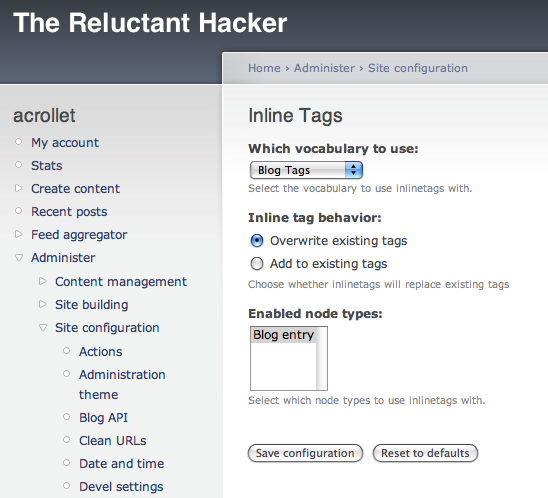 The Reluctant Hacker
Home › Administer › Site configuration
acrollet
My account
Stats
Create content
Recent posts
Feed aggregator
Administer
Content management
Site building
Site configuration
Actions
Administration
theme
Blog API
Clean URLs
Date and time
Devel settings
Inline Tags
Which vocabulary to use:
Blog Tags
Select the vocabulary to use inlinetags with.
Inline tag behavior:
Overwrite existing tags
Add to existing tags
Choose whether inlinetags will replace existing tags
Enabled node types:
Blog entry
Select which node types to use inlinetags with.
Save configuration Reset to defaults